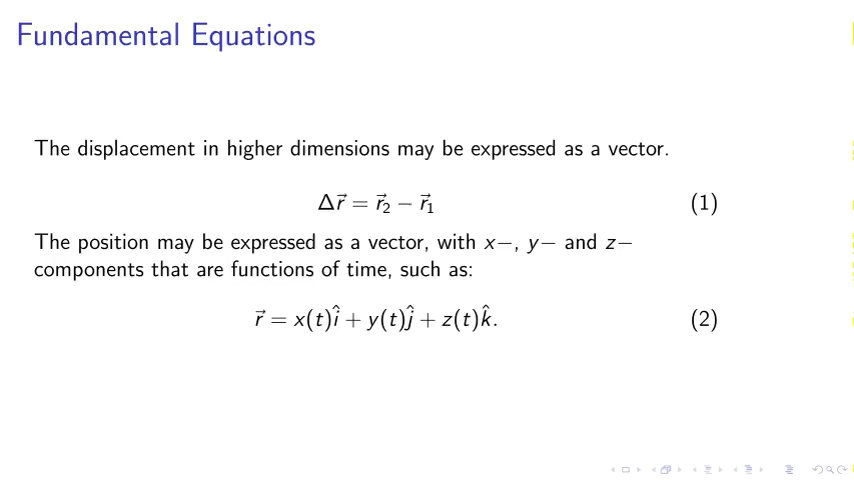 Fundamental Equations
The displacement in higher dimensions may be expressed as a vector.
Δr⃗ = r⃗₂ − r⃗₁ (1)
The position may be expressed as a vector, with x−, y− and z−
components that are functions of time, such as:
r⃗ = x(t)î + y(t)ĵ + z(t)k̂. (2)